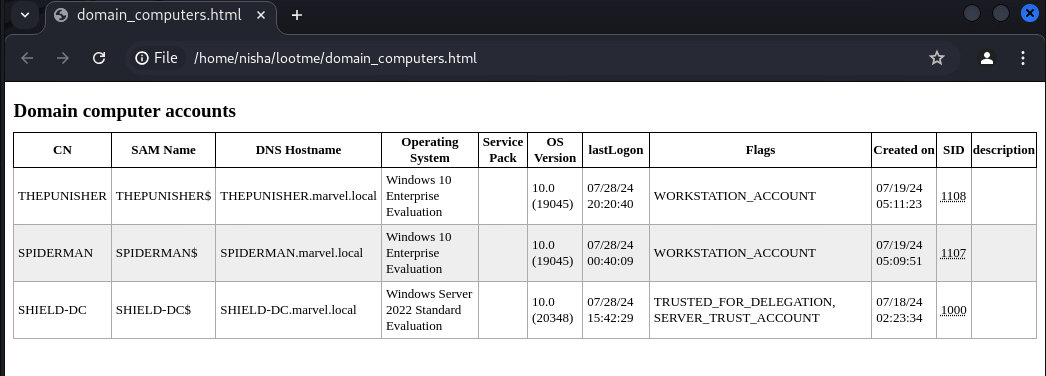 domain_computers.html
File /home/nisha/lootme/domain_computers.html
Domain computer accounts
CN SAM Name DNS Hostname Operating System Service Pack OS Version lastLogon Flags Created on SID description
THEPUNISHER THEPUNISHER$ THEPUNISHER.marvel.local Windows 10 Enterprise Evaluation 10.0 (19045) 07/28/24 20:20:40 WORKSTATION_ACCOUNT 07/19/24 05:11:23 1108
SPIDERMAN SPIDERMAN$ SPIDERMAN.marvel.local Windows 10 Enterprise Evaluation 10.0 (19045) 07/28/24 00:40:09 WORKSTATION_ACCOUNT 07/19/24 05:09:51 1107
SHIELD-DC SHIELD-DC$ SHIELD-DC.marvel.local Windows Server 2022 Standard Evaluation 10.0 (20348) 07/28/24 15:42:29 TRUSTED_FOR_DELEGATION, SERVER_TRUST_ACCOUNT 07/18/24 02:23:34 1000